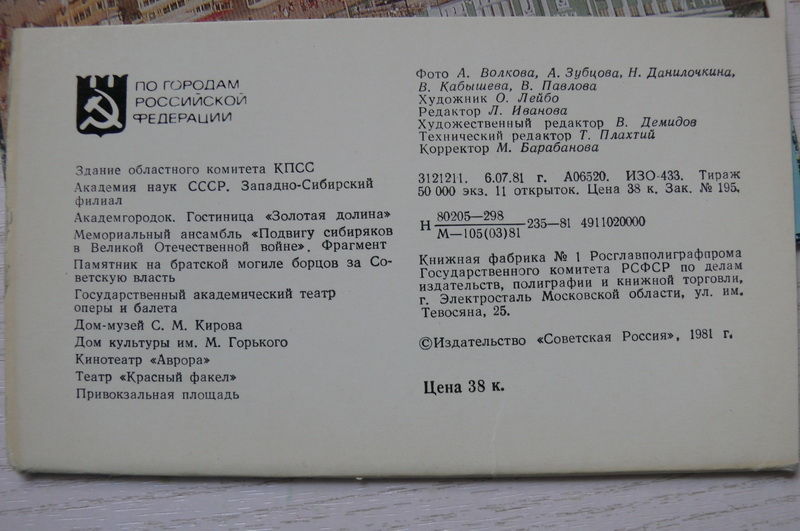 ПО ГОРОДАМ
РОССИЙСКОЙ
ФЕДЕРАЦИИ
Здание областного комитета КПСС
Академия наук СССР. Западно-Сибирский
филиал
Академгородок. Гостиница «Золотая долина»
Мемориальный ансамбль «Подвигу сибиряков
в Великой Отечественной войне». Фрагмент
Памятник на братской могиле борцов за Со-
ветскую власть
Государственный академический театр
оперы и балета
Дом-музей С. М. Кирова
Дом культуры им. М. Горького
Кинотеатр «Аврора»
Театр «Красный факел»
Привокзальная площадь
Фото А. Волкова, А. Зубцова, Н. Данилочкина,
В. Кабышева, В. Павлова
Художник О. Лейбо
Редактор Л. Иванова
Художественный редактор В. Демидов
Технический редактор Т. Плахтий
Корректор М. Барабанова
3121211. 6.07.81 г. А06520. ИЗО-433. Тираж
50 000 экз. 11 открыток. Цена 38 к. Зак. № 195.
Н 80205—298
М—105(03)81 235—81 4911020000
Книжная фабрика № 1 Росглавполиграфпрома
Государственного комитета РСФСР по делам
издательств, полиграфии и книжной торговли,
г. Электросталь Московской области, ул. им.
Тевосяна, 25.
©Издательство «Советская Россия», 1981 г.
Цена 38 к.